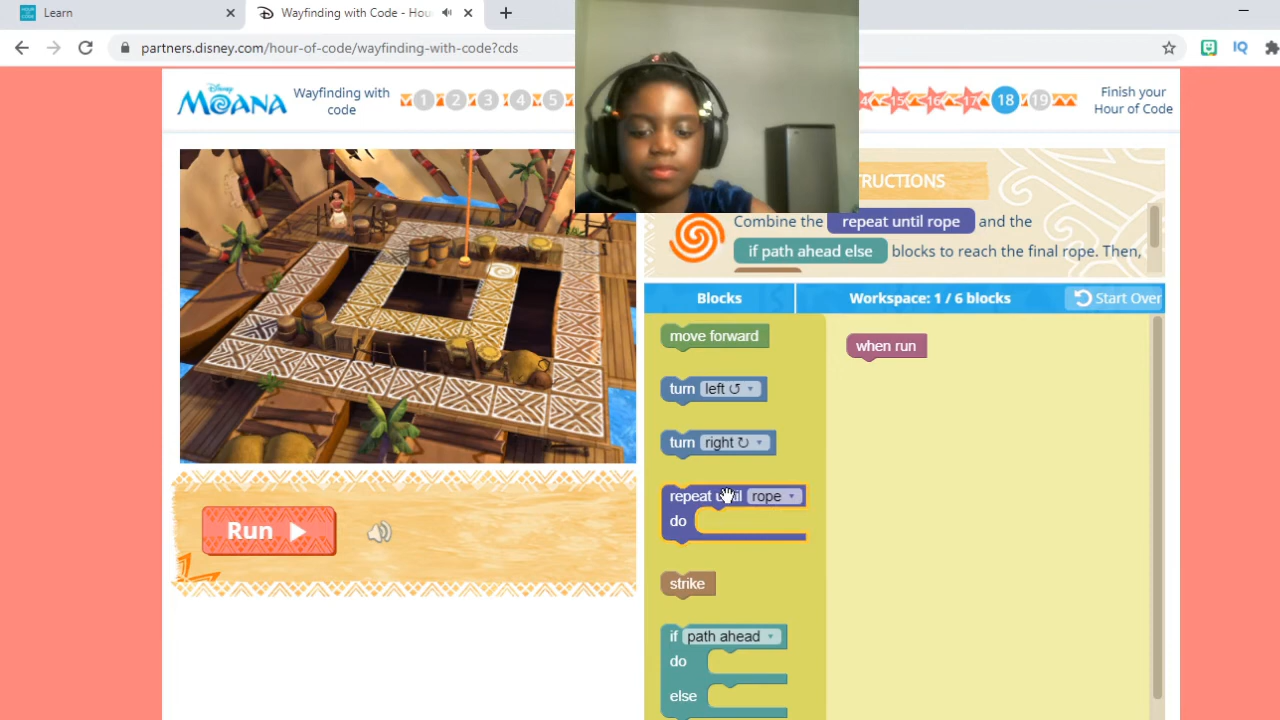 Learn
Wayfinding with Code - Hou
partners.disney.com/hour-of-code/wayfinding-with-code?cds
IQ
Disney
MOANA
Wayfinding with
code
1 2 3 4 5
4 15 16 17 18 19
Finish your
Hour of Code
RUCTIONS
Combine the repeat until rope and the
if path ahead else blocks to reach the final rope. Then,
Blocks
Workspace: 1 / 6 blocks
Start Over
move forward
when run
turn left ↺
turn right ↻
repeat until rope
do
Run
strike
if path ahead
do
else